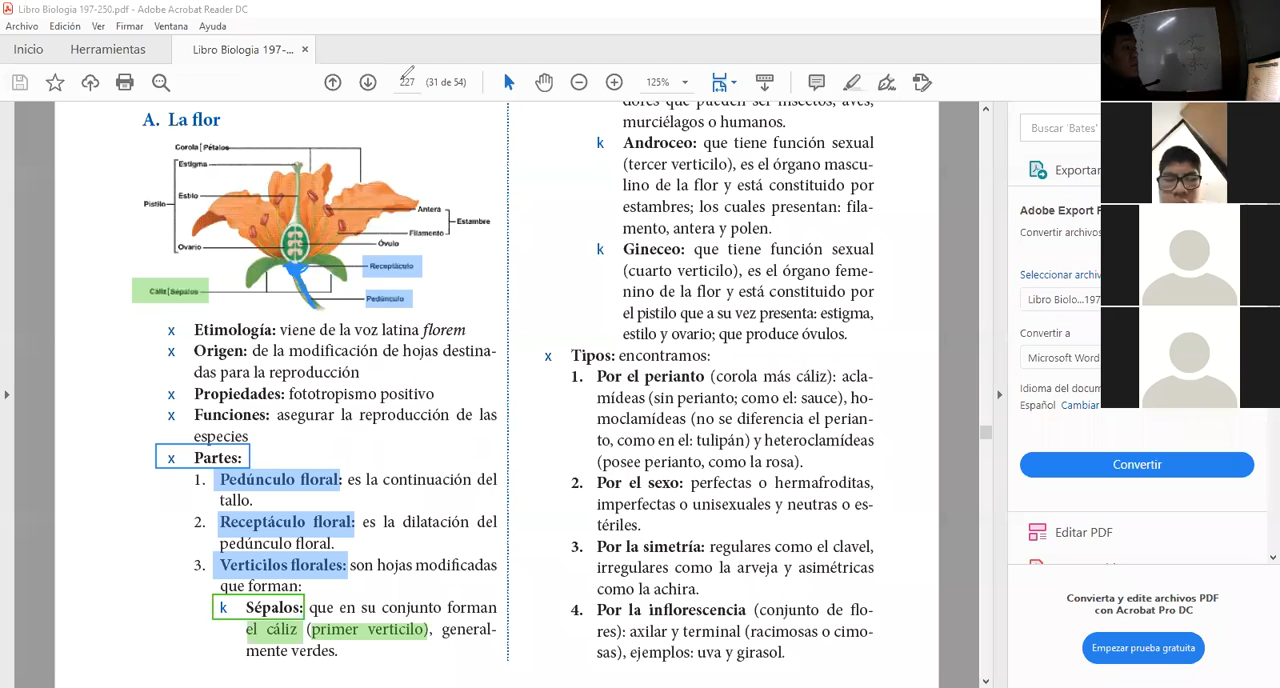 Libro Biologia 197-250.pdf - Adobe Acrobat Reader DC
Archivo Edición Ver Firmar Ventana Ayuda
Inicio Herramientas Libro Biologia 197-... ×
227 (31 de 54) 125%
A. La flor
Corola Pétalos
Estigma
Estilo
Pistilo
Antera
Estambre
Filamento
Ovario
Óvulo
Receptáculo
Cáliz Sépalos
Pedúnculo
x Etimología: viene de la voz latina florem
x Origen: de la modificación de hojas destina-
das para la reproducción
x Propiedades: fototropismo positivo
x Funciones: asegurar la reproducción de las
especies
x Partes:
1. Pedúnculo floral: es la continuación del
tallo.
2. Receptáculo floral: es la dilatación del
pedúnculo floral.
3. Verticilos florales: son hojas modificadas
que forman:
k Sépalos: que en su conjunto forman
el cáliz (primer verticilo), general-
mente verdes.
dores que pueden ser insectos, aves,
murciélagos o humanos.
k Androceo: que tiene función sexual
(tercer verticilo), es el órgano mascu-
lino de la flor y está constituido por
estambres; los cuales presentan: fila-
mento, antera y polen.
k Gineceo: que tiene función sexual
(cuarto verticilo), es el órgano feme-
nino de la flor y está constituido por
el pistilo que a su vez presenta: estigma,
estilo y ovario; que produce óvulos.
x Tipos: encontramos:
1. Por el perianto (corola más cáliz): acla-
mídeas (sin perianto; como el: sauce), ho-
moclamídeas (no se diferencia el perian-
to, como en el: tulipán) y heteroclamídeas
(posee perianto, como la rosa).
2. Por el sexo: perfectas o hermafroditas,
imperfectas o unisexuales y neutras o es-
tériles.
3. Por la simetría: regulares como el clavel,
irregulares como la arveja y asimétricas
como la achira.
4. Por la inflorescencia (conjunto de flo-
res): axilar y terminal (racimosas o cimo-
sas), ejemplos: uva y girasol.
Buscar 'Bates'
Exportar
Adobe Export
Convertir archivos
Seleccionar archiv
Libro Biolo...197
Convertir a
Microsoft Word
Idioma del docum
Español Cambiar
Convertir
Editar PDF
Convierta y edite archivos PDF
con Acrobat Pro DC
Empezar prueba gratuita